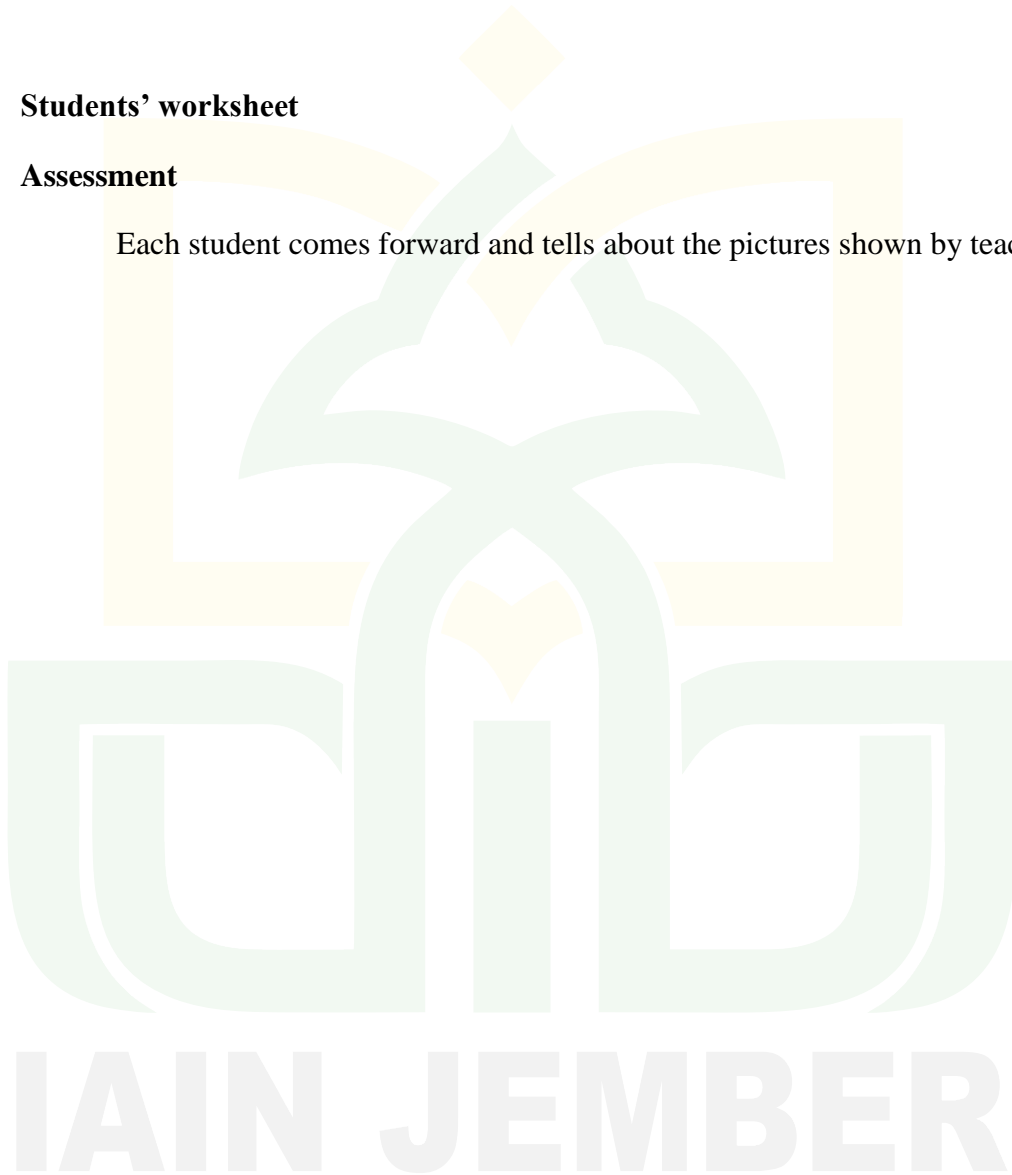 Students’ worksheet
Assessment
Each student comes forward and tells about the pictures shown by
IAIN JEMBER